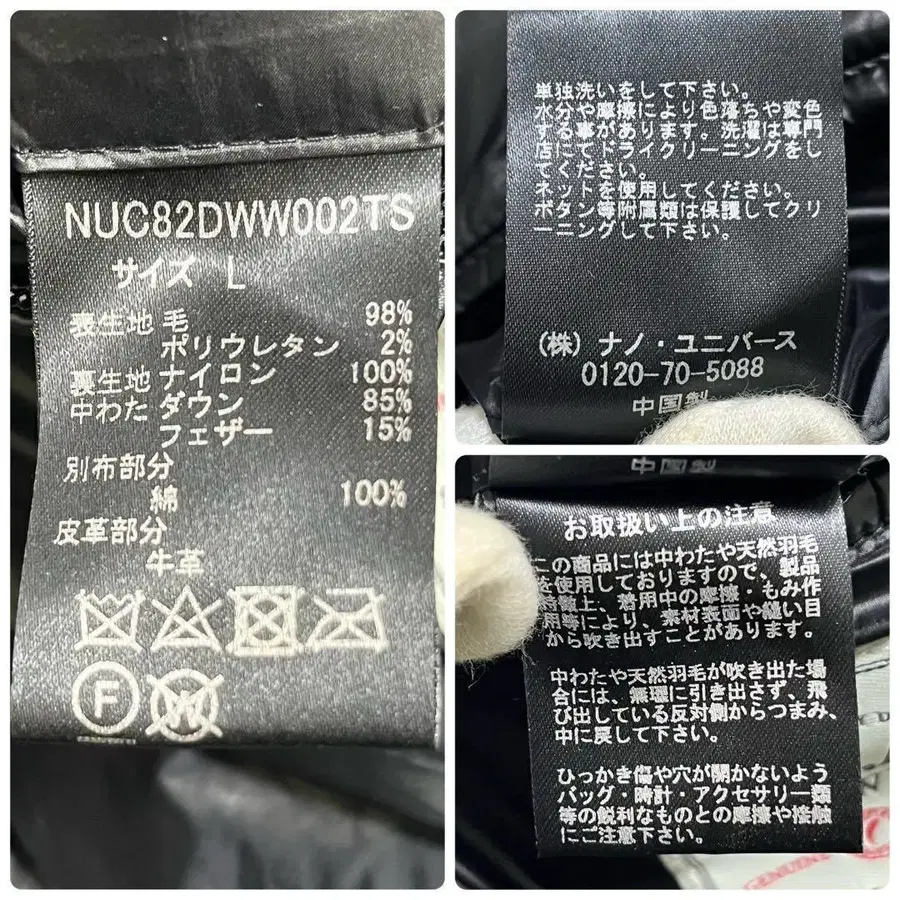 NUC82DWW002TS
サイズ L
表生地 毛 98%
ポリウレタン 2%
裏生地 ナイロン 100%
中わた ダウン 85%
フェザー 15%
別布部分
綿 100%
皮革部分
牛革
F
W
単独洗いをして下さい。
水分や摩擦により色落ちや変色
する事があります。洗濯は専門
店にてドライクリーニングをし
てください。
ネットを使用してください。
ボタン等附属類は保護してクリ
ーニングして下さい。
(株) ナノ・ユニバース
0120-70-5088
中国製
中国製
お取扱い上の注意
この商品には中わたや天然羽毛
を使用しておりますので、製品
特性上、着用中の摩擦・もみ作
用等により、素材表面や縫い目
から吹き出すことがあります。
中わたや天然羽毛が吹き出た場
合には、無理に引き出さず、飛
び出している反対側からつまみ、
中に戻して下さい。
ひっかき傷や穴が開かないよう
バッグ・時計・アクセサリー類
等の鋭利なものとの摩擦や接触
にご注意下さい。
GENUINE